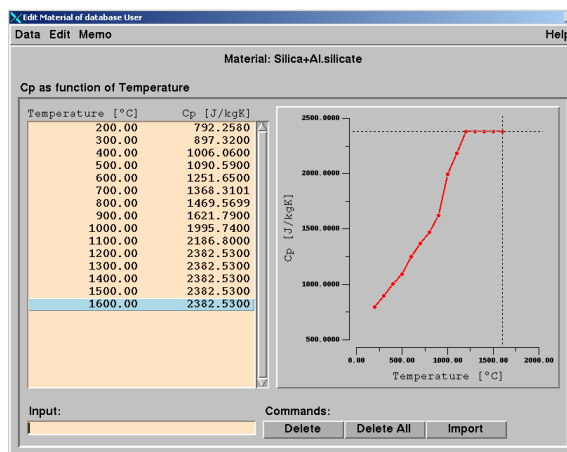 Edit Material of database User
Data Edit Memo Help
Material: Silica+Al.silicate
Cp as function of Temperature
Temperature [°C] Cp [J/kgK]
200.00 792.2580
300.00 897.3200
400.00 1006.0600
500.00 1090.5900
600.00 1251.6500
700.00 1368.3101
800.00 1469.5699
900.00 1621.7900
1000.00 1995.7400
1100.00 2186.8000
1200.00 2382.5300
1300.00 2382.5300
1400.00 2382.5300
1500.00 2382.5300
1600.00 2382.5300
2500.0000
2000.0000
1500.0000
1000.0000
500.0000
Cp [J/kgK]
0.00 500.00 1000.00 1500.00 2000.00
Temperature [°C]
Input:
Commands:
Delete Delete All Import